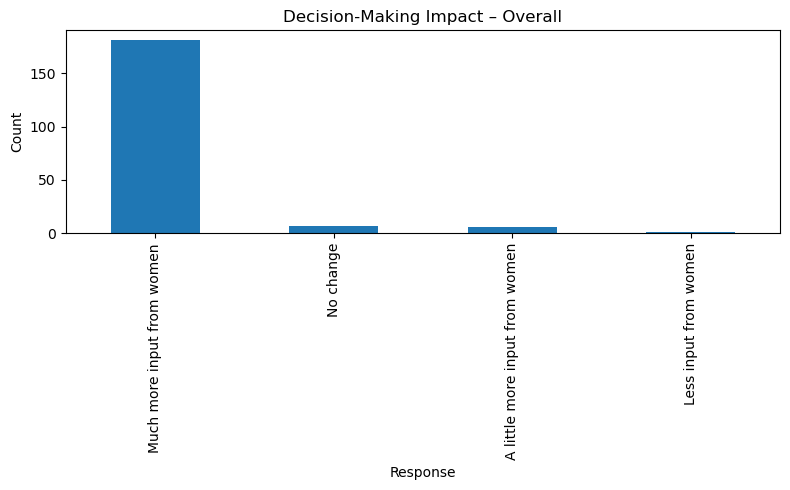 Decision-Making Impact – Overall
Count
150
100
50
0
Much more input from women
No change
A little more input from women
Less input from women
Response